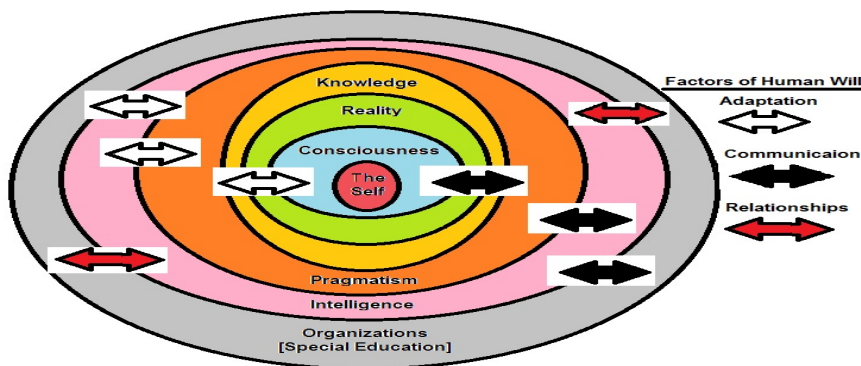 Knowledge
Reality
Consciousness
The
Self
Pragmatism
Intelligence
Organizations
[Special Education]
Factors of Human Will
Adaptation
Communicaion
Relationships